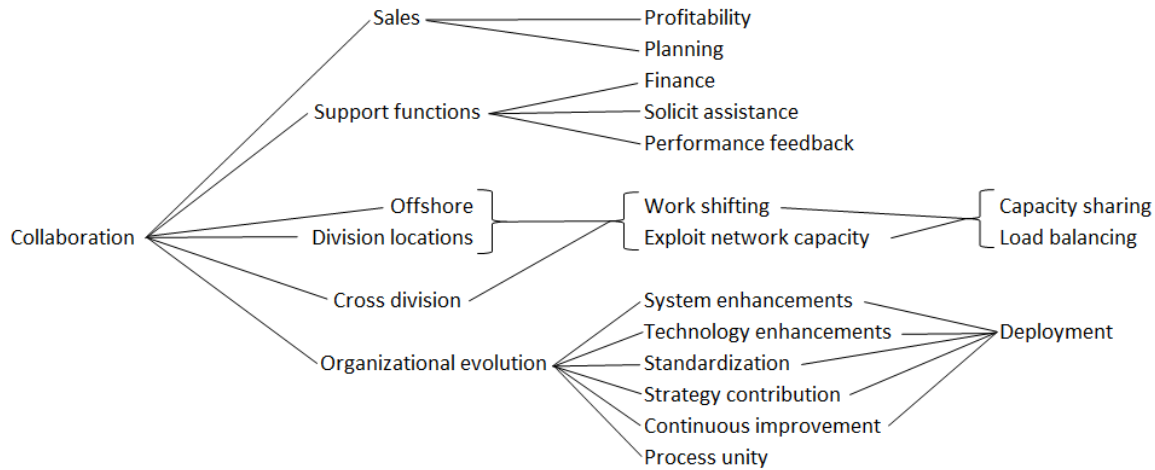 Sales
Profitability
Planning
Support functions
Finance
Solicit assistance
Performance feedback
Collaboration
Offshore
Division locations
Cross division
Work shifting
Exploit network capacity
Capacity sharing
Load balancing
Organizational evolution
System enhancements
Technology enhancements
Standardization
Strategy contribution
Continuous improvement
Process unity
Deployment